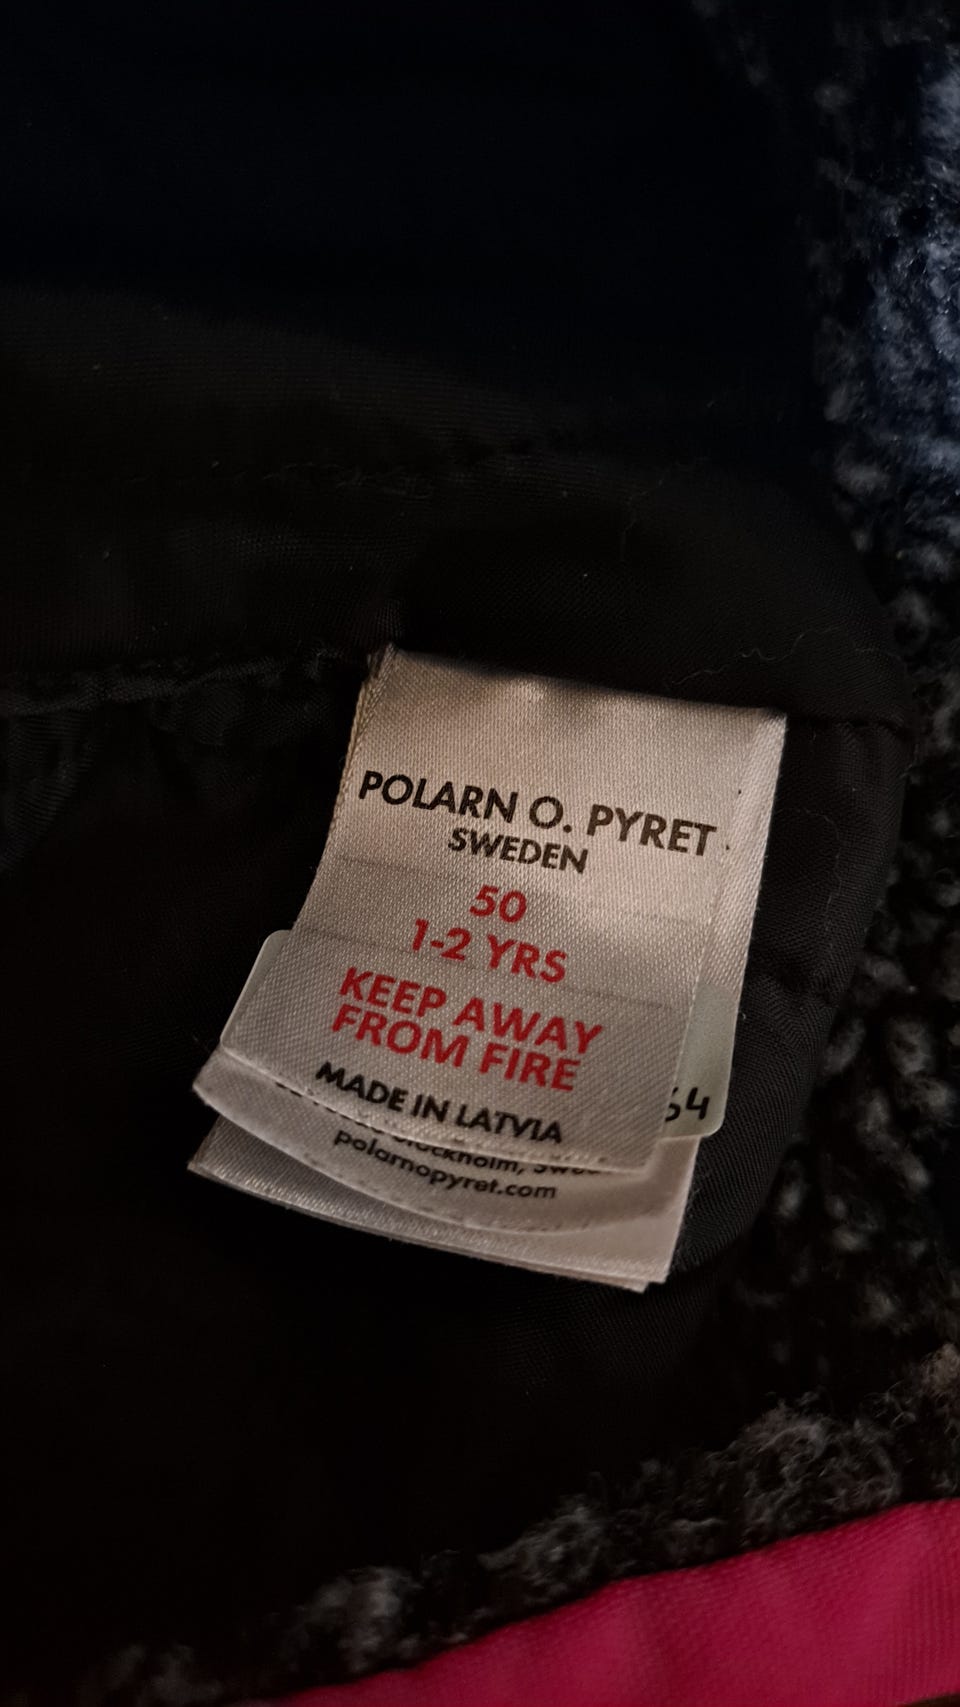 POLARN O. PYRET
SWEDEN
50
1-2 YRS
KEEP AWAY
FROM FIRE
MADE IN LATVIA
polarnopyret.com